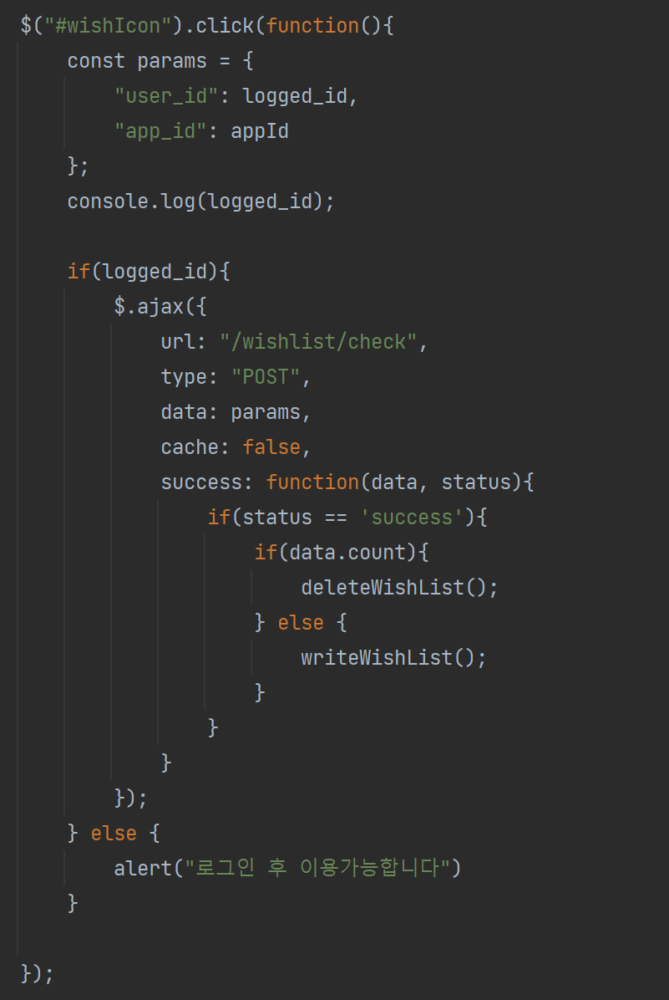 $("#wishIcon").click(function(){
    const params = {
        "user_id": logged_id,
        "app_id": appId
    };
    console.log(logged_id);

    if(logged_id){
        $.ajax({
            url: "/wishlist/check",
            type: "POST",
            data: params,
            cache: false,
            success: function(data, status){
                if(status == 'success'){
                    if(data.count){
                        deleteWishList();
                    } else {
                        writeWishList();
                    }
                }
            }
        });
    } else {
        alert("로그인 후 이용가능합니다")
    }

});